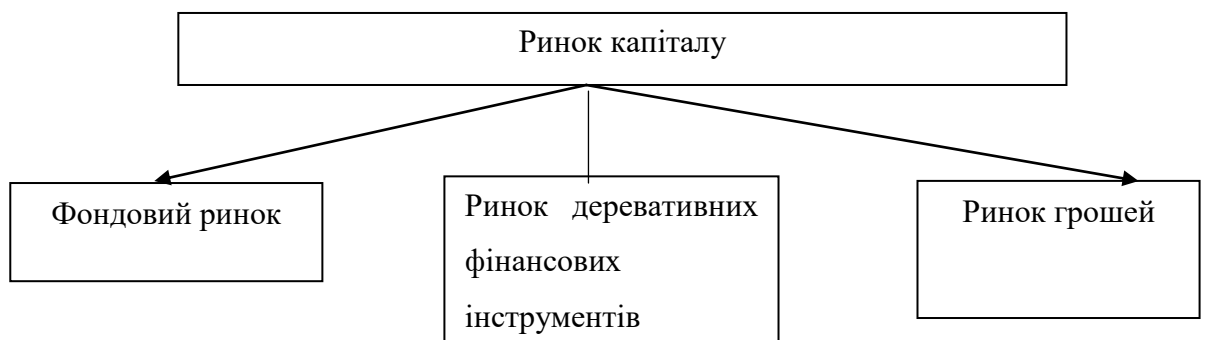 Ринок капіталу
Фондовий ринок
Ринок деревативних
фінансових
інструментів
Ринок грошей